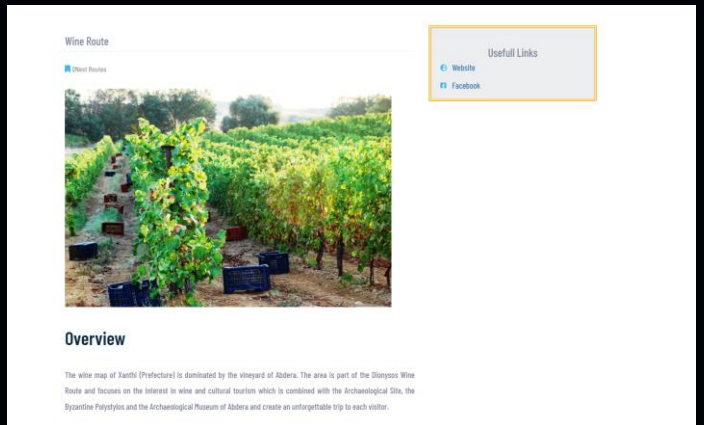 Wine Route
QNest Routes
Usefull Links
Website
Facebook
Overview
The wine map of Xanthi (Prefecture) is dominated by the vineyard of Abdera. The area is part of the Dionysos Wine
Route and focuses on the interest in wine and cultural tourism which is combined with the Archaeological Site, the
Byzantine Polystylos and the Archaeological Museum of Abdera and create an unforgettable trip to each visitor.